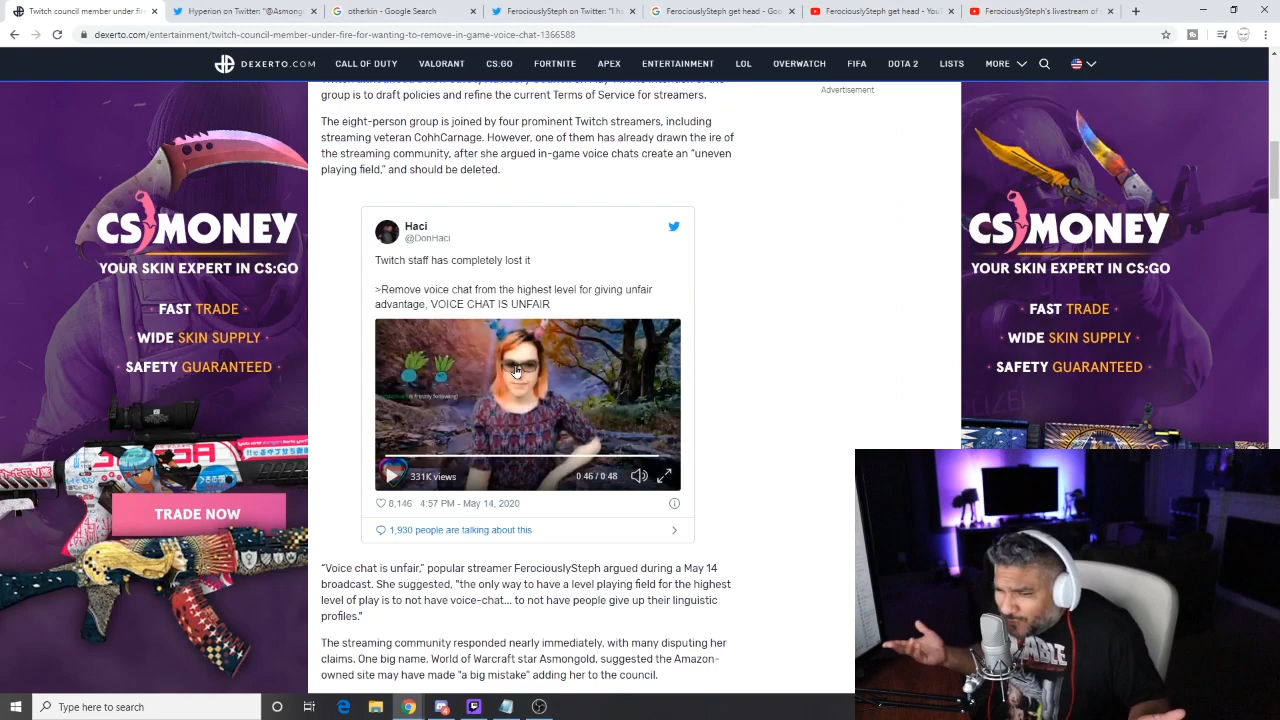 Twitch council member under fir
Hyperion on Twitter: "@Asmong
otherkin - Google Search
FerociouslySteph on Twitter: "I ha
FerociouslySteph get head - Goo
FerociouslySteph get head - YouT
FerociouslySteph's livestream of
dexerto.com/entertainment/twitch-council-member-under-fire-for-wanting-to-remove-in-game-voice-chat-1366588
DEXERTO.COM CALL OF DUTY VALORANT CS:GO FORTNITE APEX ENTERTAINMENT LOL OVERWATCH FIFA DOTA 2 LISTS MORE
group is to draft policies and refine the current Terms of Service for streamers.
Advertisement
The eight-person group is joined by four prominent Twitch streamers, including
streaming veteran CohhCarnage. However, one of them has already drawn the ire of
the streaming community, after she argued in-game voice chats create an “uneven
playing field,” and should be deleted.
Haci
@DonHaci
Twitch staff has completely lost it
>Remove voice chat from the highest level for giving unfair
advantage, VOICE CHAT IS UNFAIR
is freshly following!
331K views
0:46 / 0:48
8,146 4:57 PM - May 14, 2020
1,930 people are talking about this
“Voice chat is unfair,” popular streamer FerociouslySteph argued during a May 14
broadcast. She suggested, "the only way to have a level playing field for the highest
level of play is to not have voice-chat... to not have people give up their linguistic
profiles."
The streaming community responded nearly immediately, with many disputing her
claims. One big name, World of Warcraft star Asmongold, suggested the Amazon-
owned site may have made "a big mistake" adding her to the council.
CS MONEY
YOUR SKIN EXPERT IN CS:GO
FAST TRADE
WIDE SKIN SUPPLY
SAFETY GUARANTEED
TRADE NOW
CS MONEY
YOUR SKIN EXPERT IN CS:GO
FAST TRADE
WIDE SKIN SUPPLY
SAFETY GUARANTEED
Type here to search